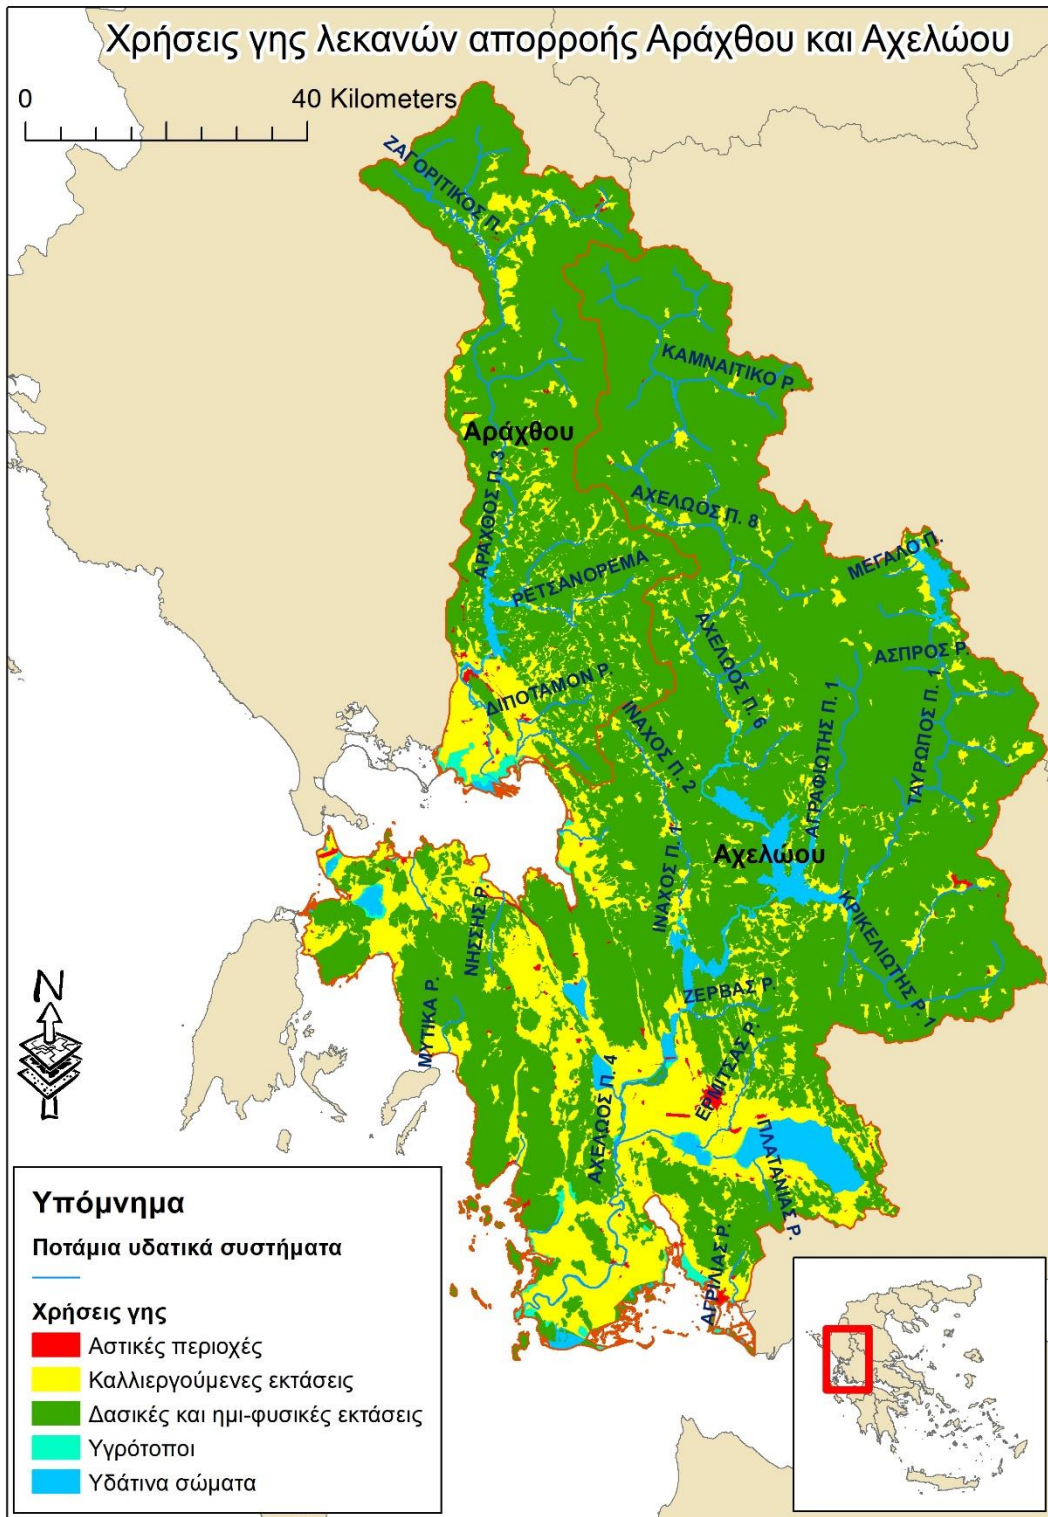 Χρήσεις γης λεκανών απορροής Αράχθου και Αχελώου
0 40 Kilometers
ΖΑΓΟΡΙΤΙΚΟΣ Π.
ΚΑΜΝΑΙΤΙΚΟ Ρ.
Αράχθου
ΑΡΑΧΘΟΣ Π. 3
ΑΧΕΛΩΟΣ Π. 8
ΜΕΓΑΛΟ Π.
ΡΕΤΣΑΝΟΡΕΜΑ
ΑΧΕΛΩΟΣ Π. 6
ΑΣΠΡΟΣ Ρ.
ΔΙΠΟΤΑΜΟΝ Ρ.
ΙΝΑΧΟΣ Π. 2
ΑΓΡΑΦΙΩΤΗΣ Π. 1
ΤΑΥΡΩΠΟΣ Π. 1
Αχελώου
ΙΝΑΧΟΣ Π. 1
ΝΗΣΣΗΣ Ρ.
ΚΡΙΚΕΛΙΩΤΗΣ Ρ. 1
ΖΕΡΒΑΣ Ρ.
ΜΥΤΙΚΑ Ρ.
ΕΡΜΙΤΣΑΣ Ρ.
ΑΧΕΛΩΟΣ Π. 4
ΠΛΑΤΑΝΙΑΣ Ρ.
ΑΓΡΙΛΙΑΣ Ρ.
N
Υπόμνημα
Ποτάμια υδατικά συστήματα
Χρήσεις γης
Αστικές περιοχές
Καλλιεργούμενες εκτάσεις
Δασικές και ημι-φυσικές εκτάσεις
Υγρότοποι
Υδάτινα σώματα